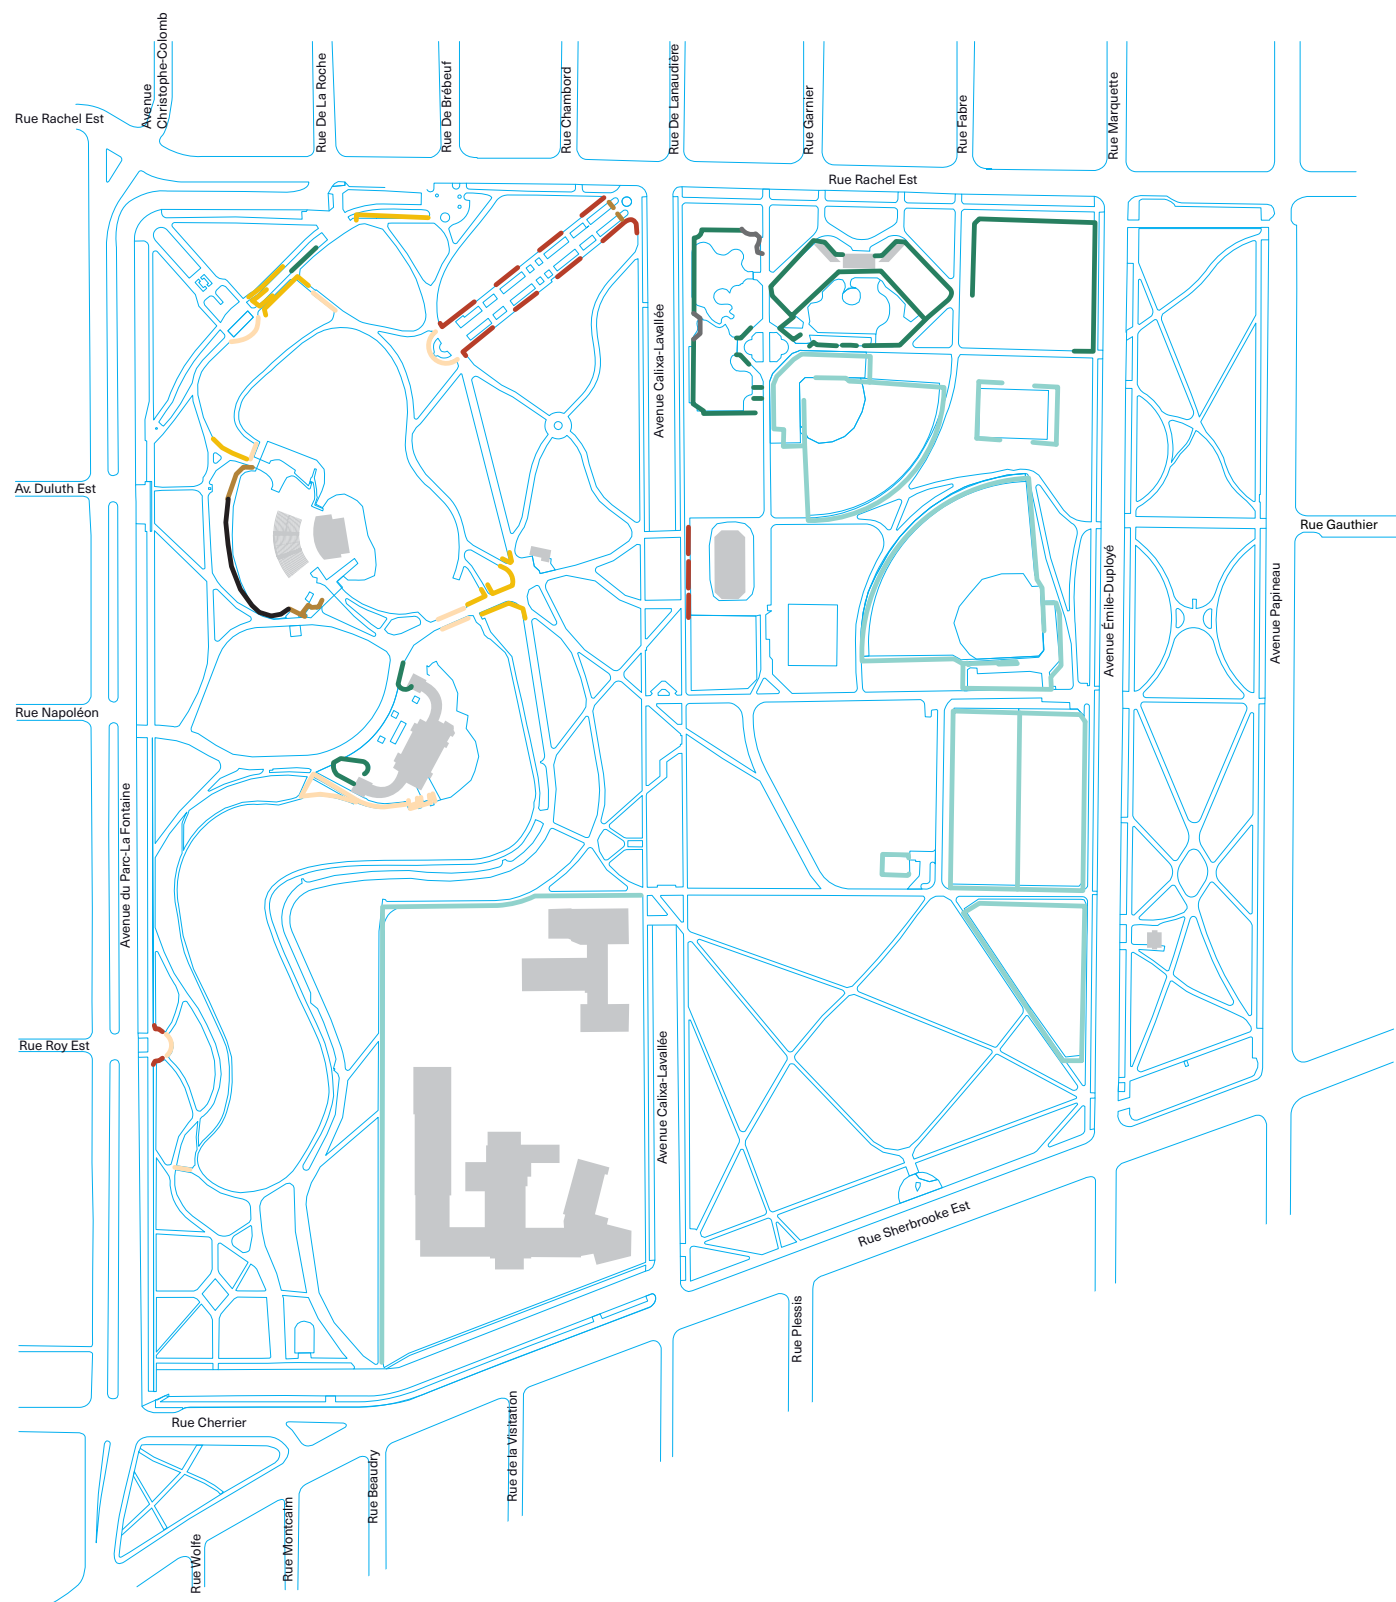 Avenue
Christophe-Colomb
Rue De La Roche
Rue De Brébeuf
Rue Chambord
Rue De Lanaudière
Rue Garnier
Rue Fabre
Rue Marquette
Rue Rachel Est
Rue Rachel Est
Avenue Calixa-Lavallée
Av. Duluth Est
Rue Gauthier
Avenue Émile-Duployé
Avenue Papineau
Rue Napoléon
Avenue du Parc-La Fontaine
Rue Roy Est
Avenue Calixa-Lavallée
Rue Sherbrooke Est
Rue Plessis
Rue Cherrier
Rue de la Visitation
Rue Beaudry
Rue Montcalm
Rue Wolfe